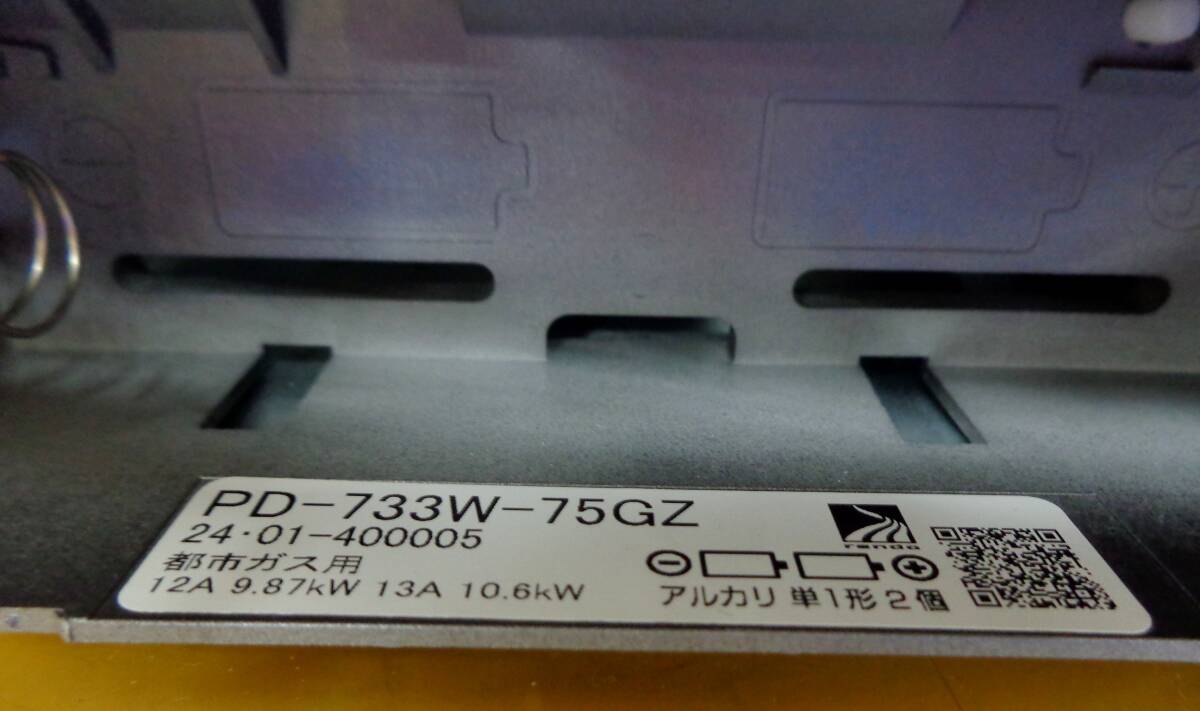 PD-733W-75GZ
24・01-400005
都市ガス用
12A 9.87kW 13A 10.6kW
アルカリ 単1形2個